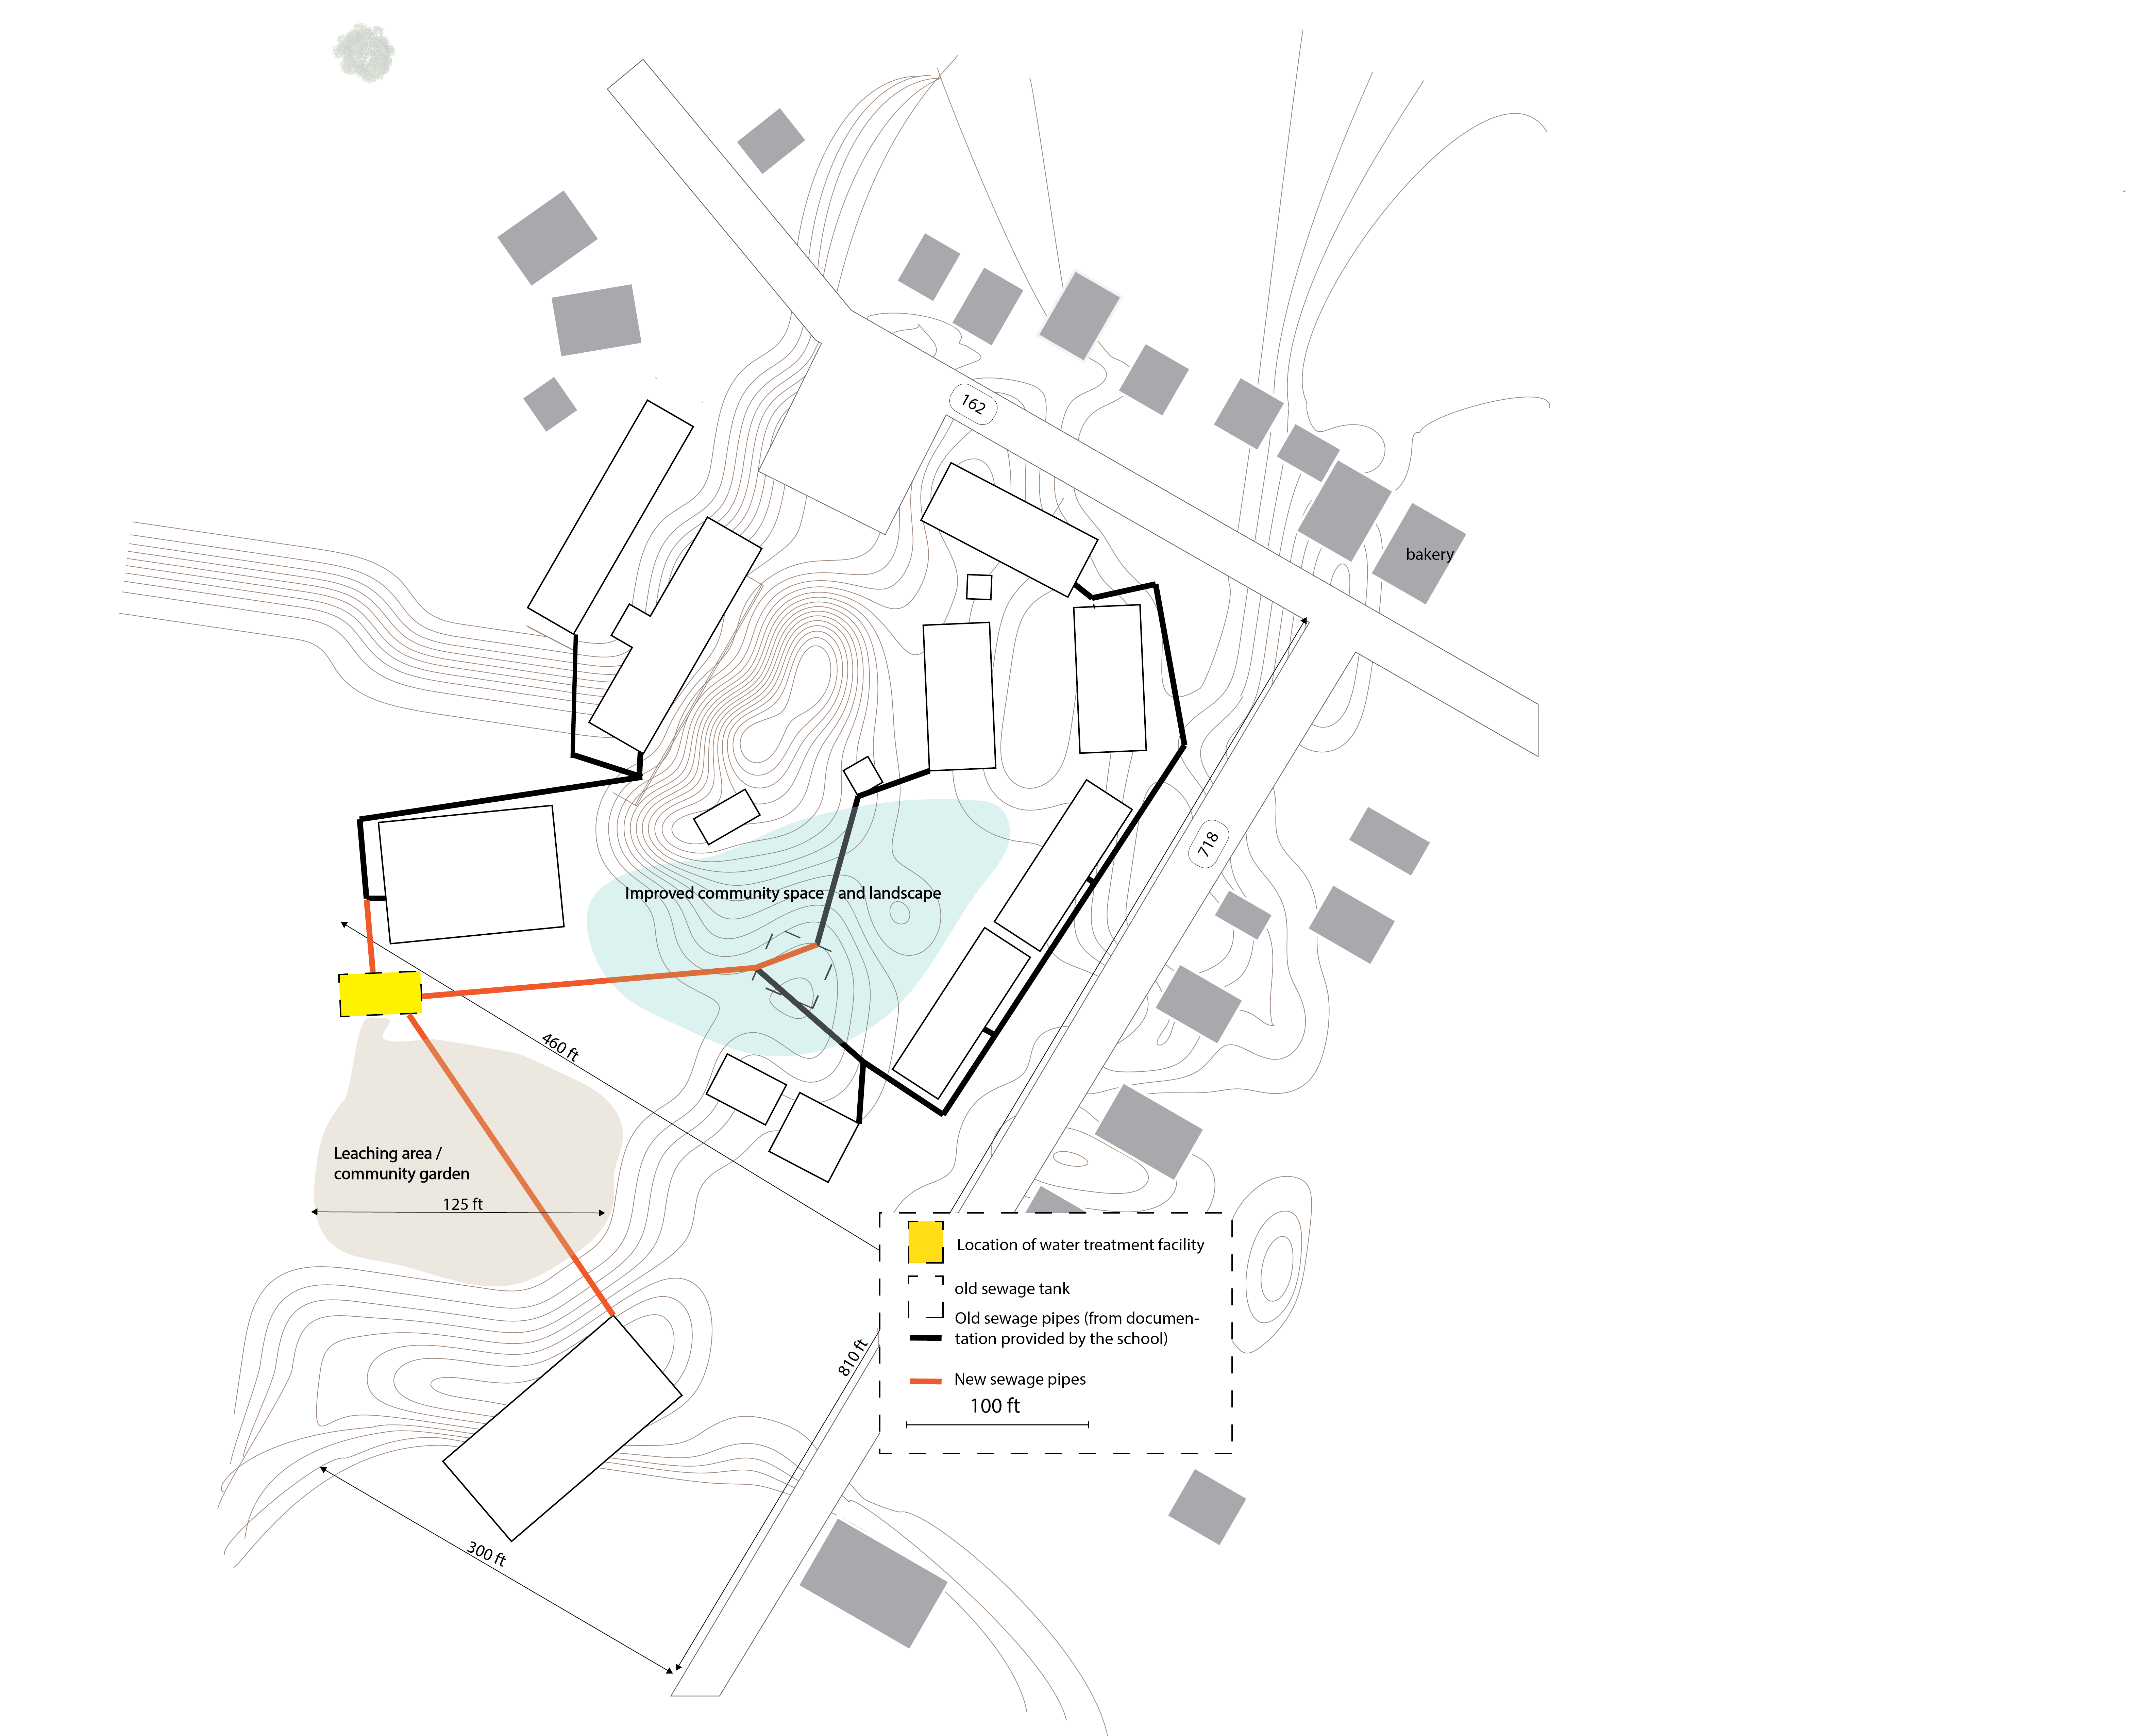 162
bakery
718
Improved community space and landscape
460 ft
Leaching area /
community garden
125 ft
Location of water treatment facility
old sewage tank
Old sewage pipes (from documen-
tation provided by the school)
New sewage pipes
100 ft
810 ft
300 ft